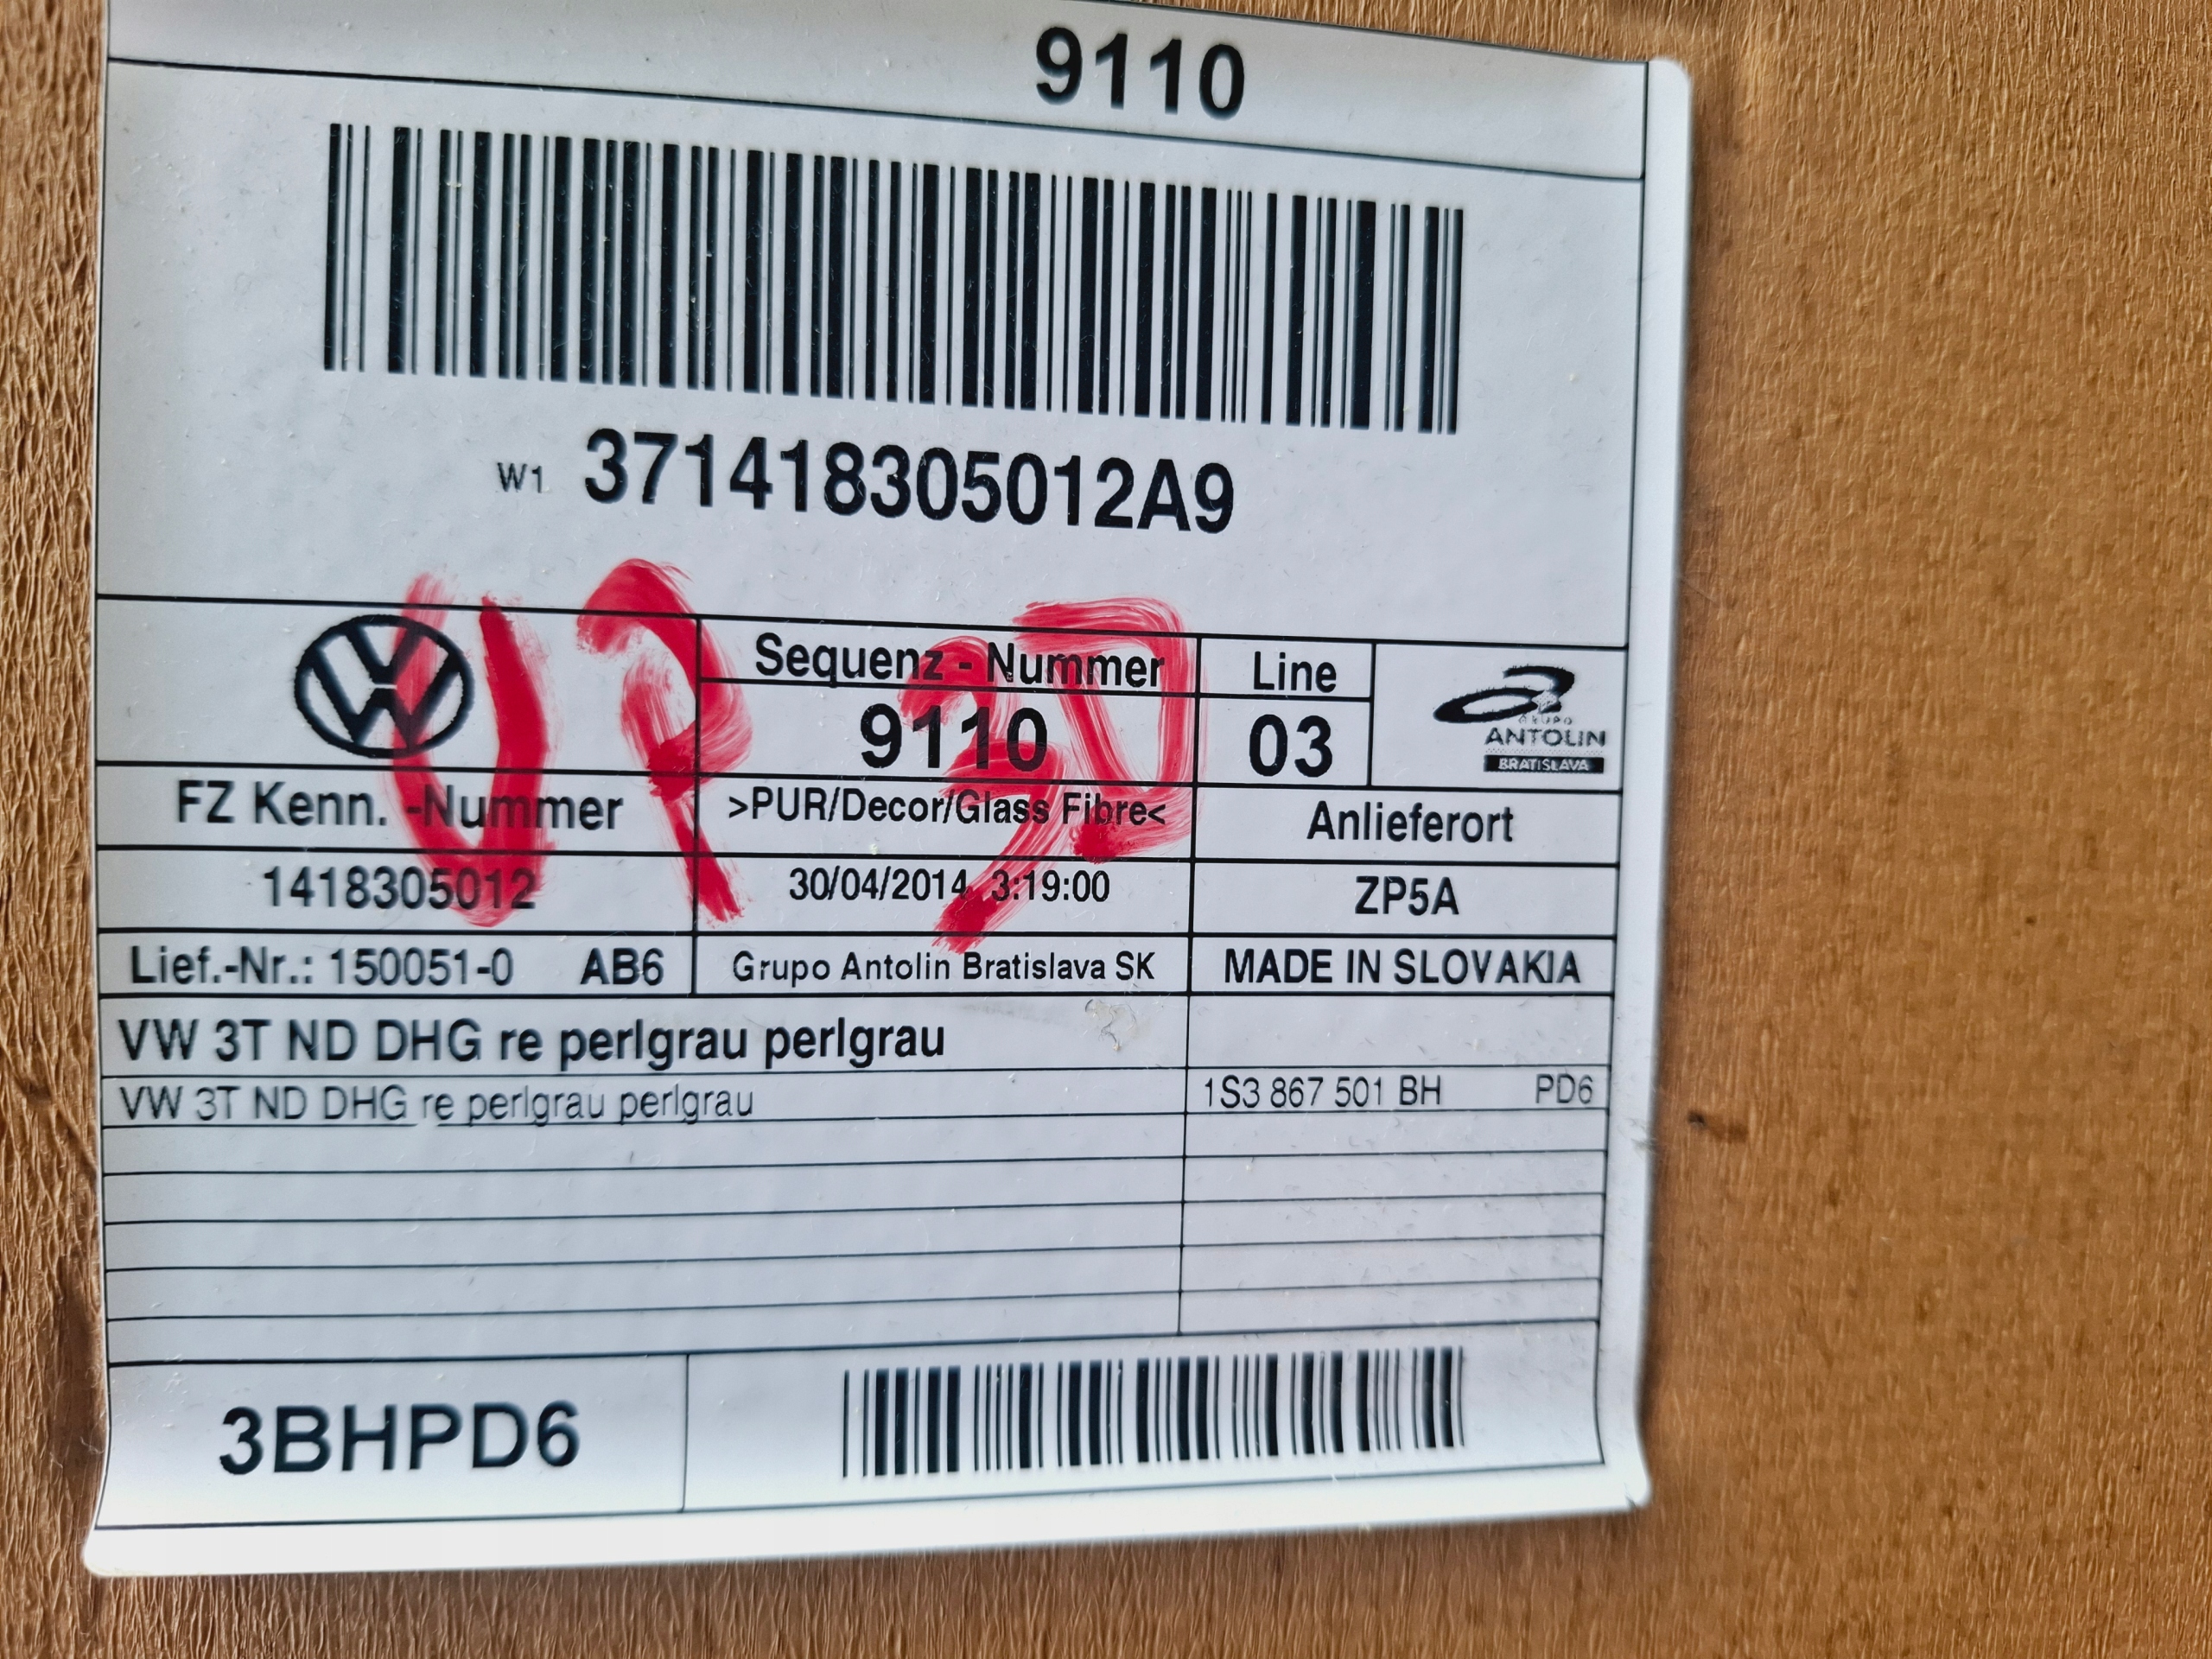 9110
W1 371418305012A9
UP 3D
Sequenz - Nummer
Line
9110
03
GRUPO
ANTOLIN
BRATISLAVA
FZ Kenn. -Nummer
>PUR/Decor/Glass Fibre<
Anlieferort
1418305012
30/04/2014 3:19:00
ZP5A
Lief.-Nr.: 150051-0 AB6
Grupo Antolin Bratislava SK
MADE IN SLOVAKIA
VW 3T ND DHG re perlgrau perlgrau
VW 3T ND DHG re perlgrau perlgrau
1S3 867 501 BH PD6
3BHPD6